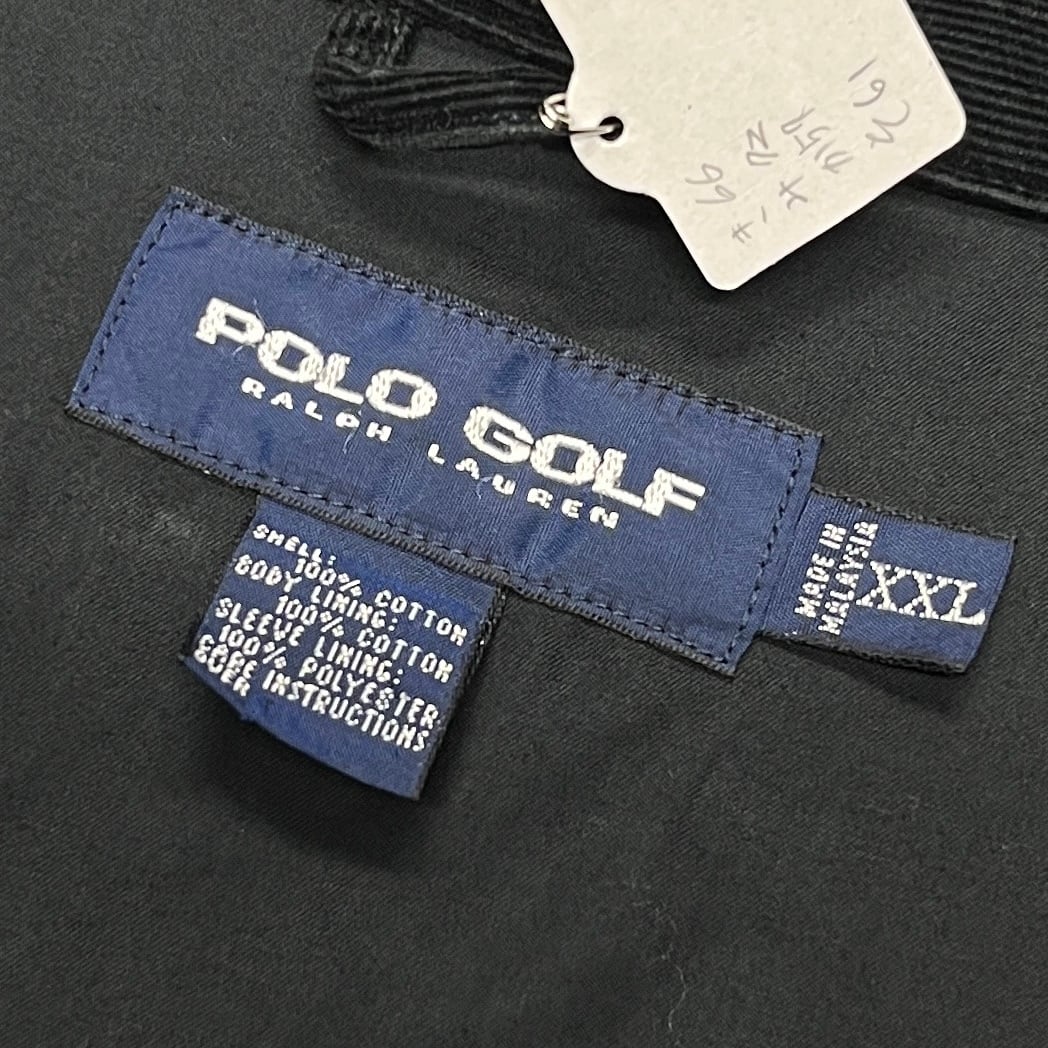 POLO GOLF
RALPH LAUREN
MADE IN
MALAYSIA
XXL
SHELL:
100% COTTON
BODY LINING:
100% COTTON
SLEEVE LINING:
100% POLYESTER
INSTRUCTIONS